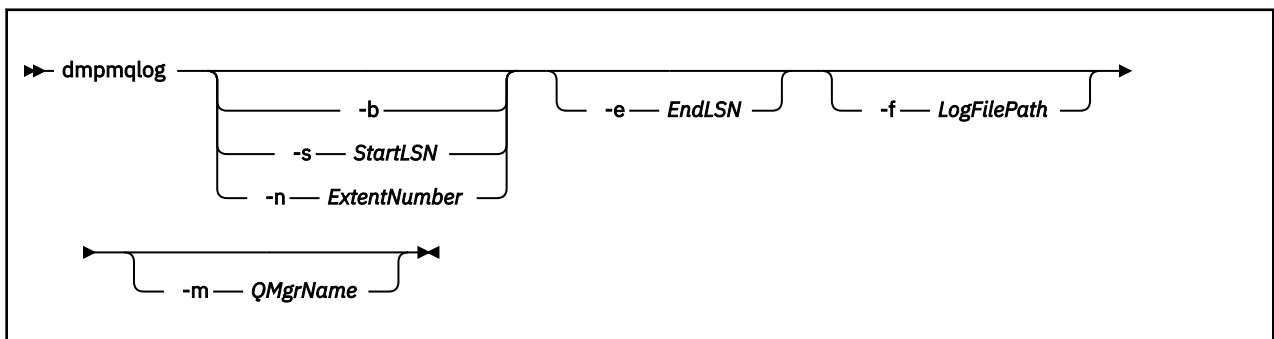 dmpmqlog
-b
-e EndLSN
-f LogFilePath
-s StartLSN
-n ExtentNumber
-m QMgrName